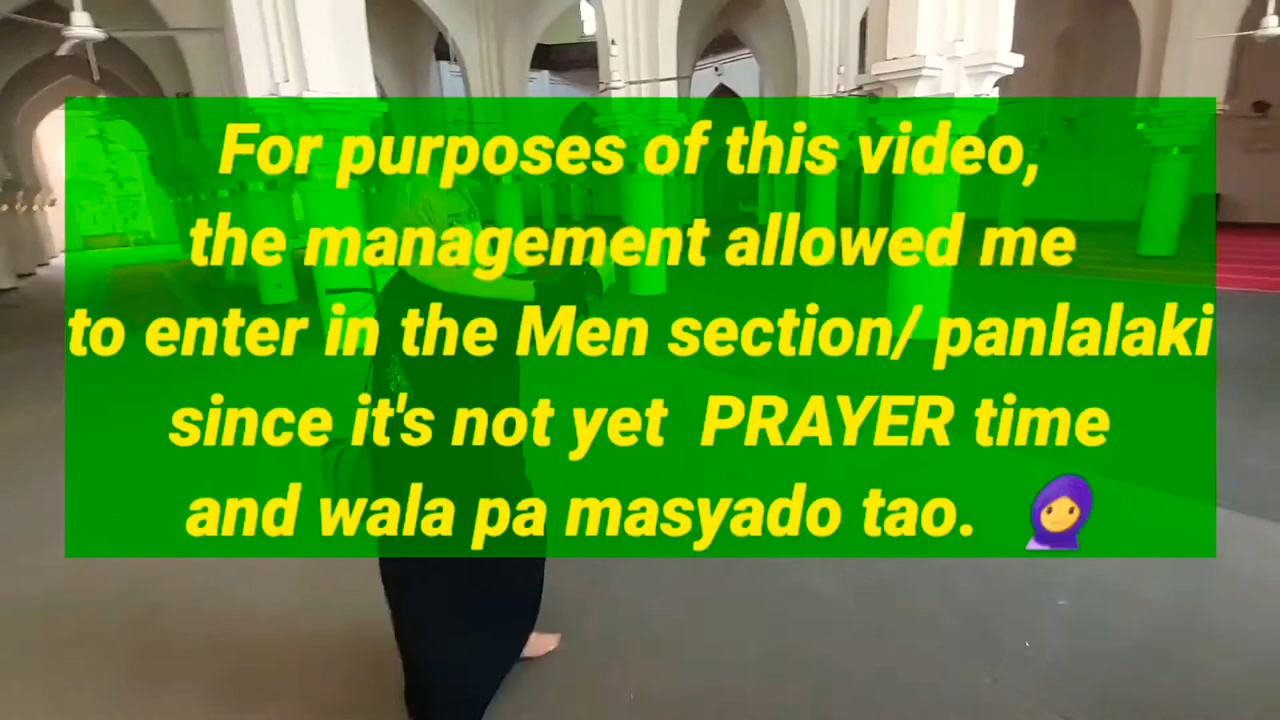 For purposes of this video,
the management allowed me
to enter in the Men section/ panlalaki
since it's not yet PRAYER time
and wala pa masyado tao. 🧕